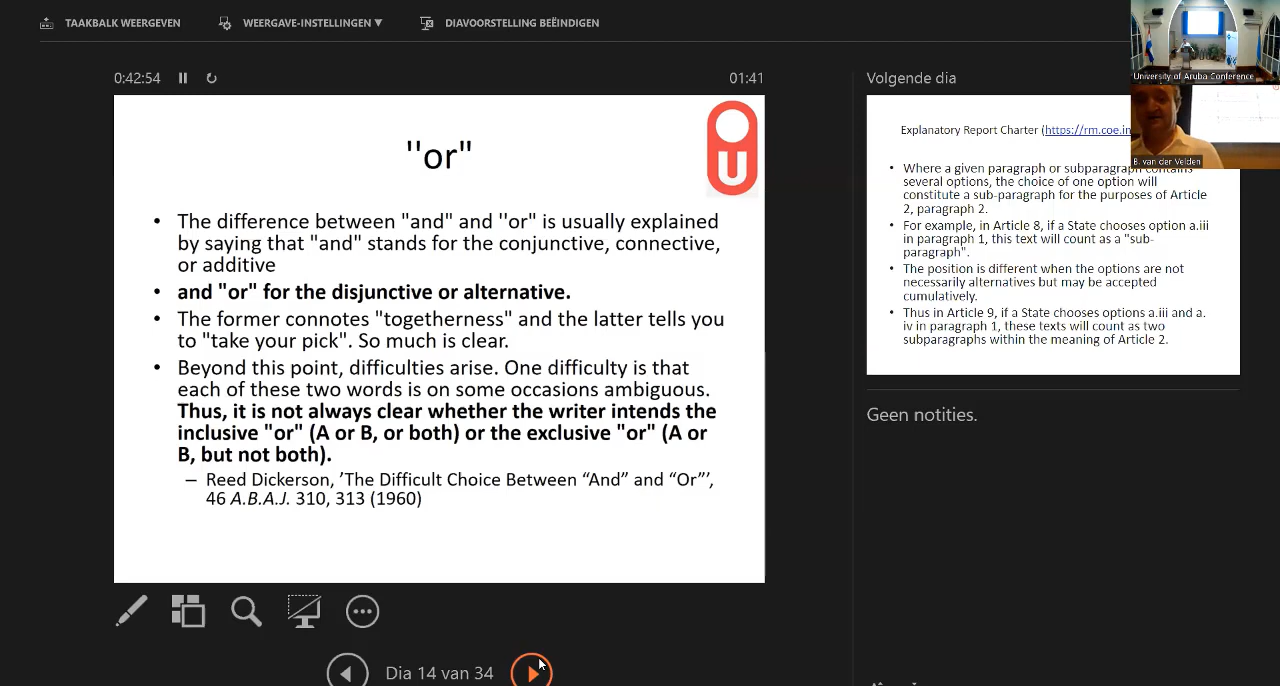 TAAKBALK WEERGEVEN WEERGAVE-INSTELLINGEN ▼ DIAVOORSTELLING BEËINDIGEN
University of Aruba Conference
B. van der Velden
0:42:54 01:41
''or"
U
• The difference between "and" and ''or" is usually explained
by saying that "and" stands for the conjunctive, connective,
or additive
• and "or" for the disjunctive or alternative.
• The former connotes "togetherness" and the latter tells you
to "take your pick". So much is clear.
• Beyond this point, difficulties arise. One difficulty is that
each of these two words is on some occasions ambiguous.
Thus, it is not always clear whether the writer intends the
inclusive "or" (A or B, or both) or the exclusive "or" (A or
B, but not both).
– Reed Dickerson, ’The Difficult Choice Between “And” and “Or”’,
46 A.B.A.J. 310, 313 (1960)
Dia 14 van 34
Volgende dia
Explanatory Report Charter (https://rm.coe.in
• Where a given paragraph or subparagraph contains
several options, the choice of one option will
constitute a sub-paragraph for the purposes of Article
2, paragraph 2.
• For example, in Article 8, if a State chooses option a.iii
in paragraph 1, this text will count as a "sub-
paragraph".
• The position is different when the options are not
necessarily alternatives but may be accepted
cumulatively.
• Thus in Article 9, if a State chooses options a.iii and a.
iv in paragraph 1, these texts will count as two
subparagraphs within the meaning of Article 2.
Geen notities.